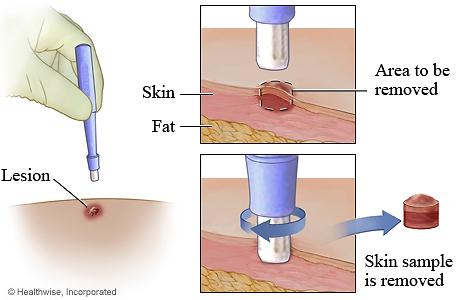 Area to be
removed
Skin
Fat
Lesion
Skin sample
is removed
© Healthwise, Incorporated